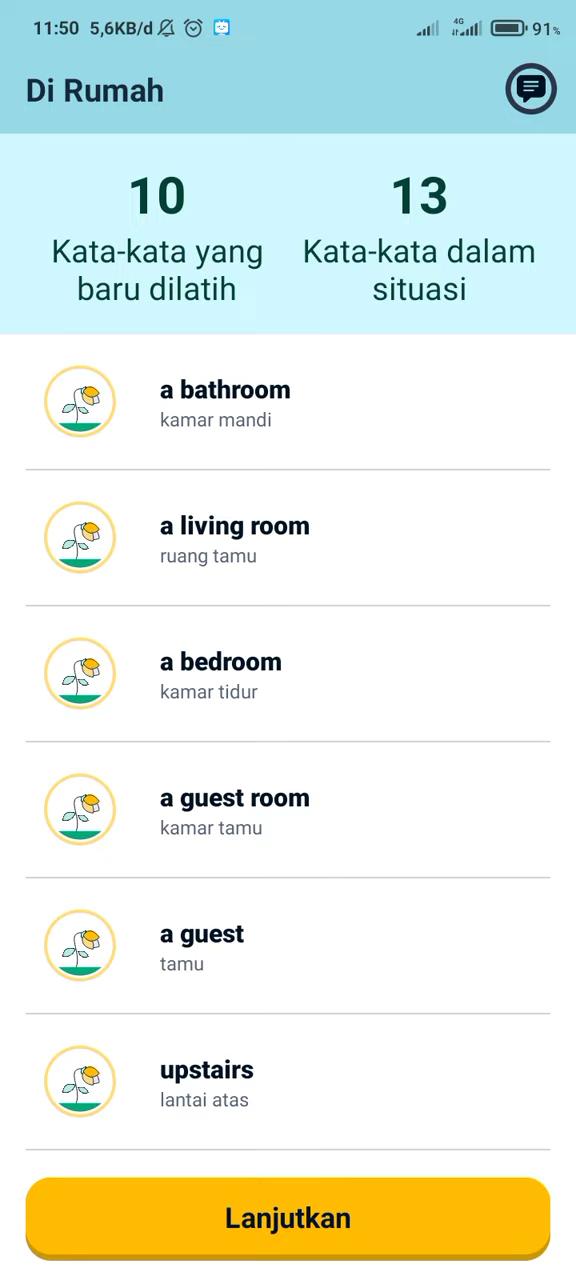 11:50 5,6KB/d 4G 91%
Di Rumah
10
Kata-kata yang
baru dilatih
13
Kata-kata dalam
situasi
a bathroom
kamar mandi
a living room
ruang tamu
a bedroom
kamar tidur
a guest room
kamar tamu
a guest
tamu
upstairs
lantai atas
Lanjutkan